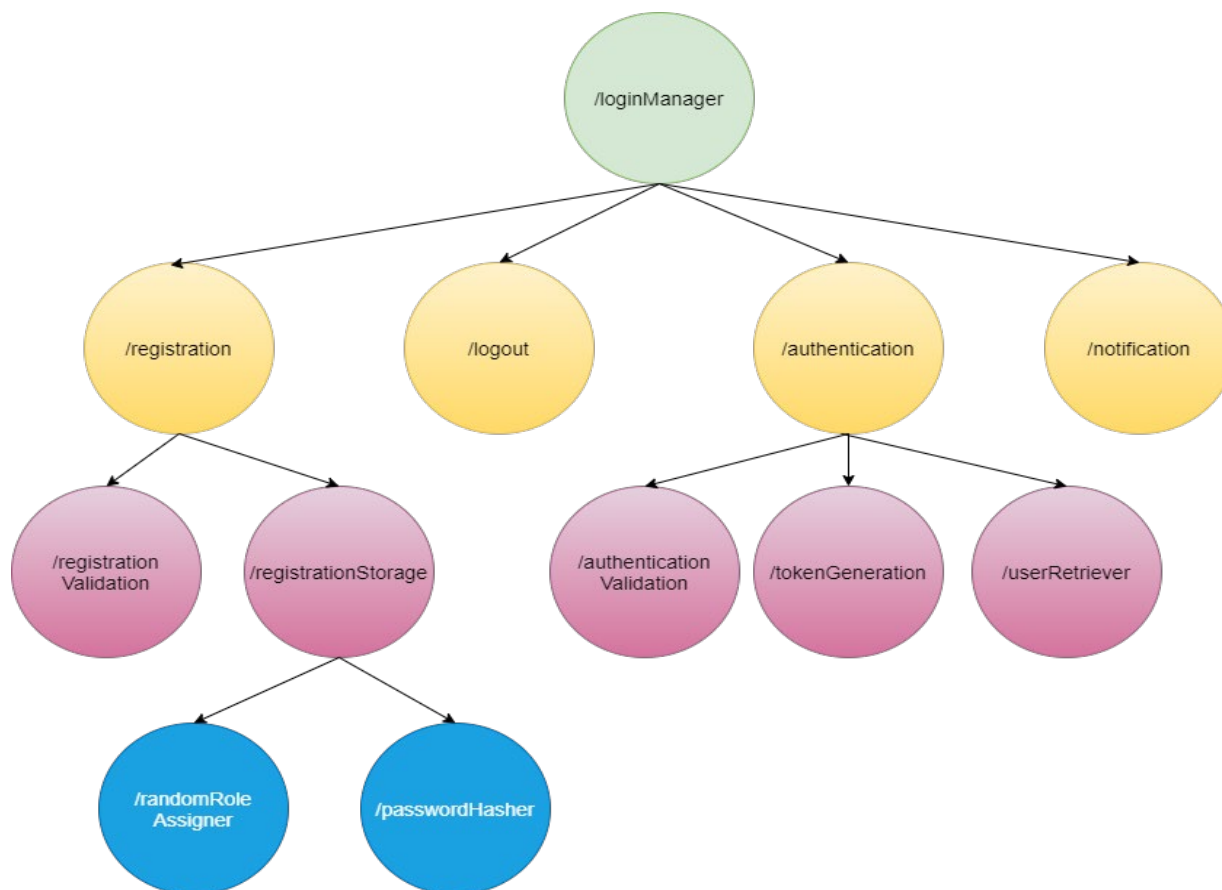 /loginManager
/registration
/logout
/authentication
/notification
/registration
Validation
/registrationStorage
/authentication
Validation
/tokenGeneration
/userRetriever
/randomRole
Assigner
/passwordHasher